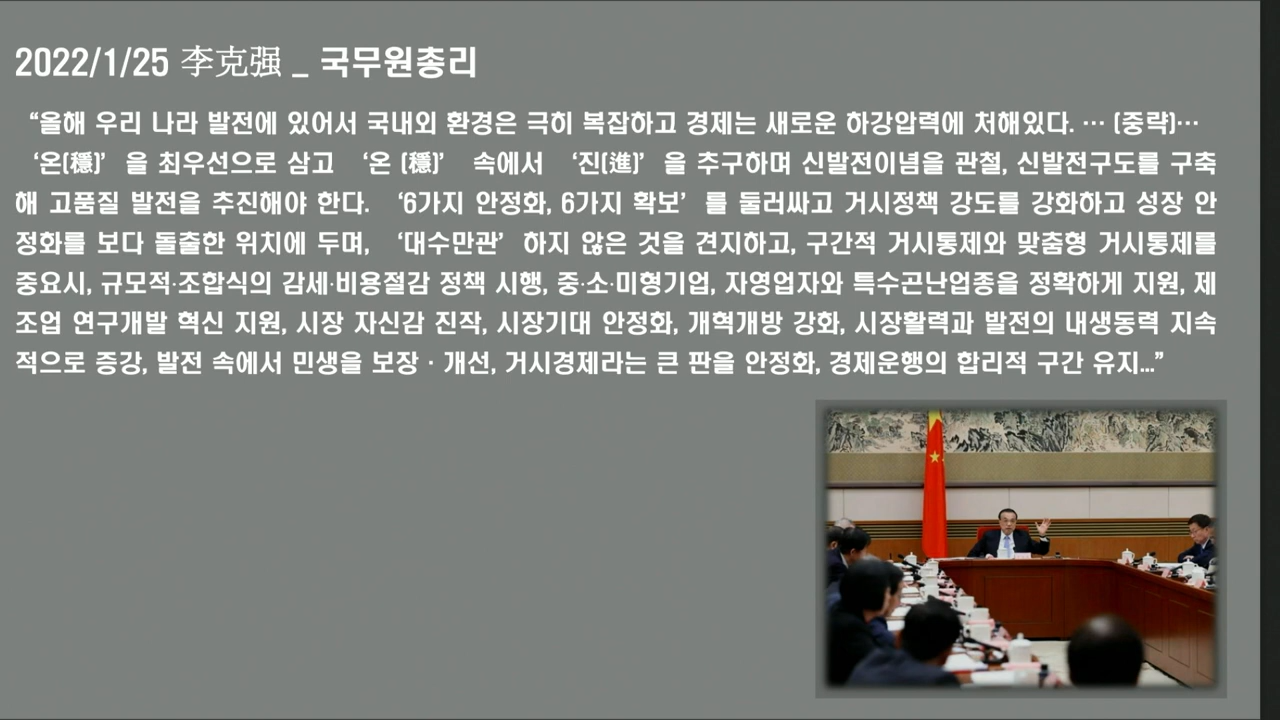 2022/1/25 李克强 _ 국무원총리
“올해 우리 나라 발전에 있어서 국내외 환경은 극히 복잡하고 경제는 새로운 하강압력에 처해있다. … (중략)…
‘온(穩)’ 을 최우선으로 삼고 ‘온 (穩)’ 속에서 ‘진(進)’ 을 추구하며 신발전이념을 관철, 신발전구도를 구축
해 고품질 발전을 추진해야 한다. ‘6가지 안정화, 6가지 확보’ 를 둘러싸고 거시정책 강도를 강화하고 성장 안
정화를 보다 돌출한 위치에 두며, ‘대수만관’ 하지 않은 것을 견지하고, 구간적 거시통제와 맞춤형 거시통제를
중요시, 규모적·조합식의 감세·비용절감 정책 시행, 중·소·미형기업, 자영업자와 특수곤난업종을 정확하게 지원, 제
조업 연구개발 혁신 지원, 시장 자신감 진작, 시장기대 안정화, 개혁개방 강화, 시장활력과 발전의 내생동력 지속
적으로 증강, 발전 속에서 민생을 보장 · 개선, 거시경제라는 큰 판을 안정화, 경제운행의 합리적 구간 유지...”